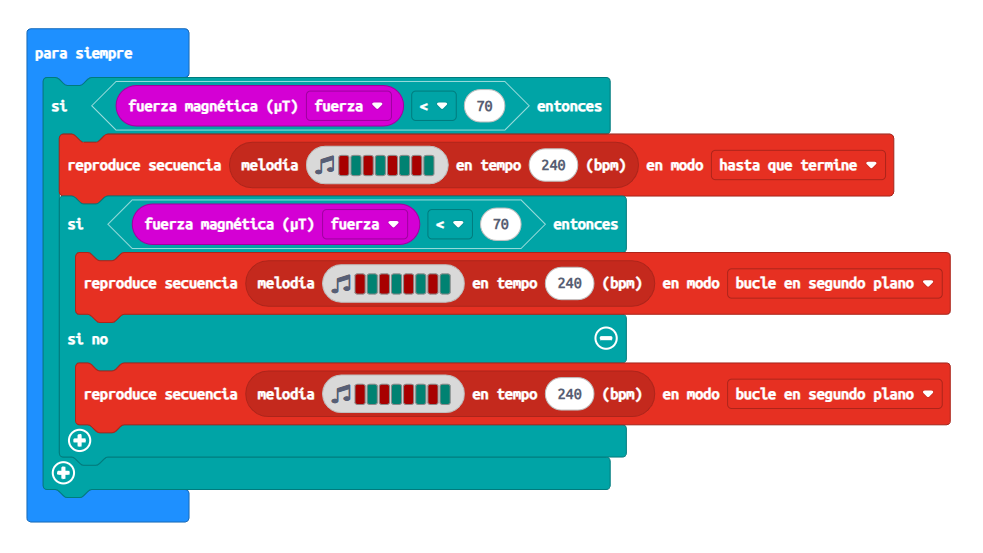 para siempre
si fuerza magnética (µT) fuerza < 70 entonces
reproduce secuencia melodía en tempo 240 (bpm) en modo hasta que termine
si fuerza magnética (µT) fuerza < 70 entonces
reproduce secuencia melodía en tempo 240 (bpm) en modo bucle en segundo plano
si no
reproduce secuencia melodía en tempo 240 (bpm) en modo bucle en segundo plano